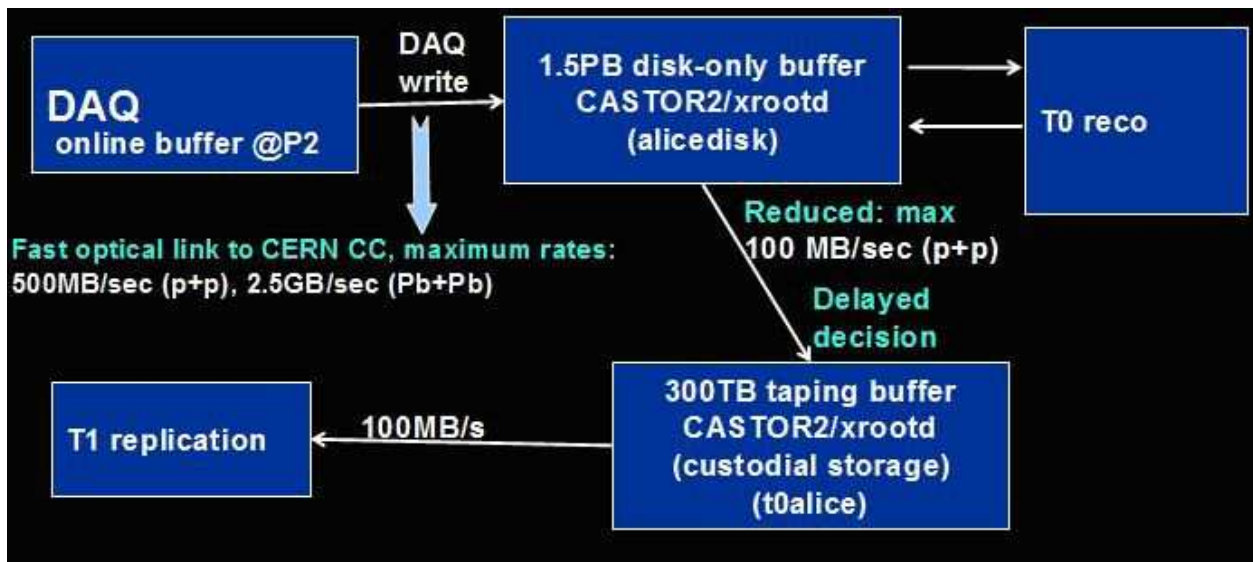 DAQ
online buffer @P2
DAQ
write
1.5PB disk-only buffer
CASTOR2/xrootd
(alicedisk)
T0 reco
Fast optical link to CERN CC, maximum rates:
500MB/sec (p+p), 2.5GB/sec (Pb+Pb)
Reduced: max
100 MB/sec (p+p)
Delayed
decision
300TB taping buffer
CASTOR2/xrootd
(custodial storage)
(t0alice)
100MB/s
T1 replication